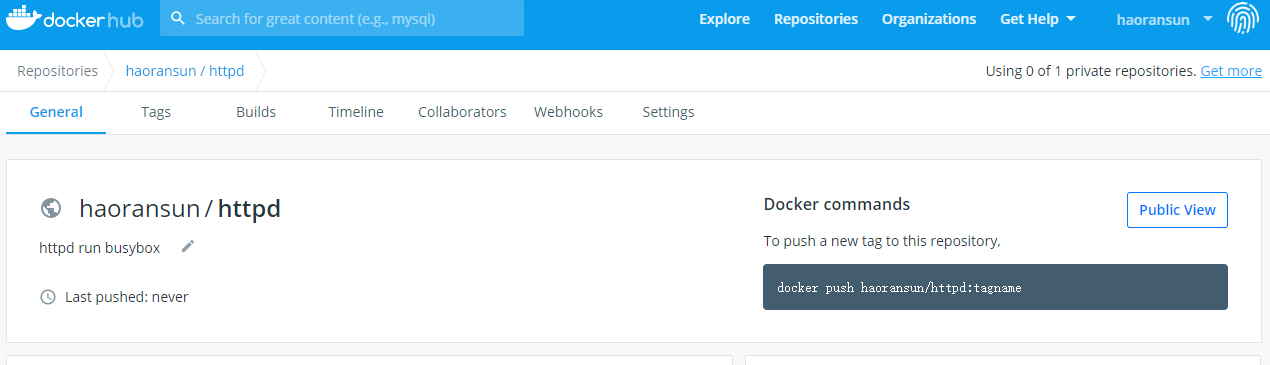 dockerhub Search for great content (e.g., mysql) Explore Repositories Organizations Get Help haoransun
Repositories haoransun / httpd Using 0 of 1 private repositories. Get more
General Tags Builds Timeline Collaborators Webhooks Settings
haoransun / httpd
httpd run busybox
Last pushed: never
Docker commands
Public View
To push a new tag to this repository,
docker push haoransun/httpd:tagname